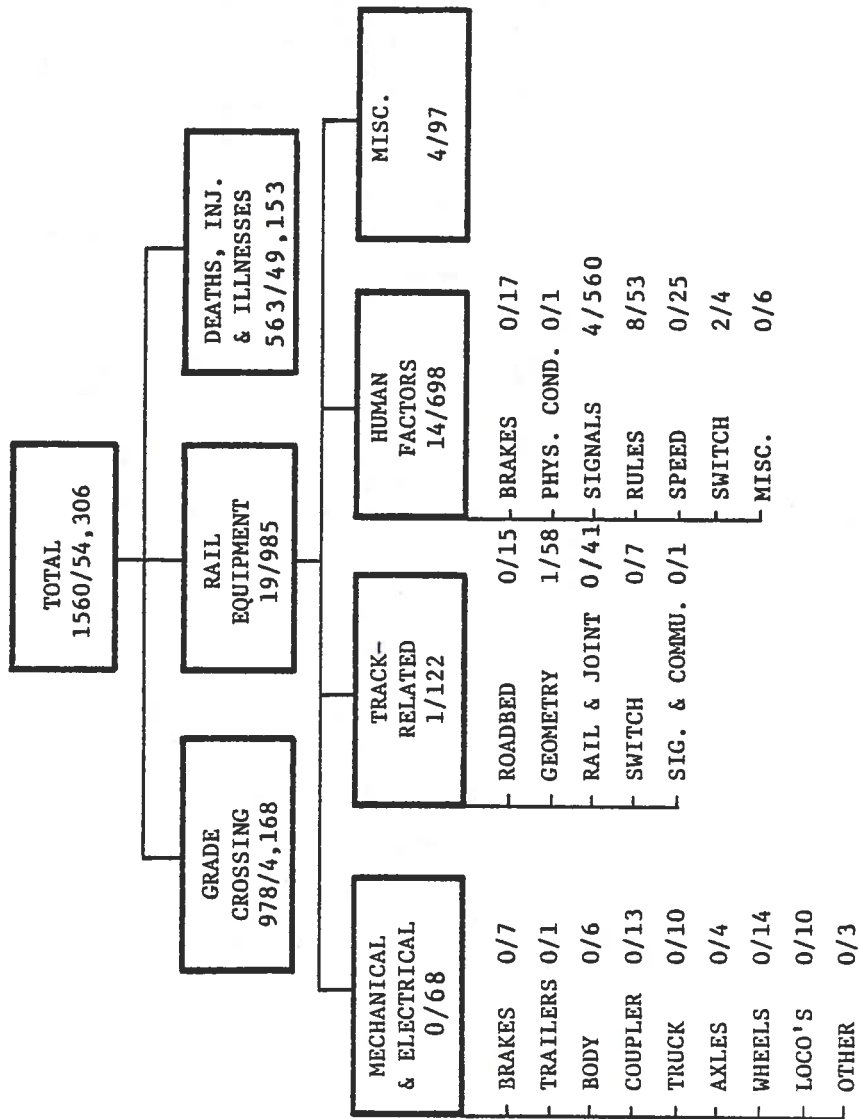 TOTAL
1560/54,306
GRADE
CROSSING
978/4,168
RAIL
EQUIPMENT
19/985
DEATHS, INJ.
& ILLNESSES
563/49,153
MECHANICAL
& ELECTRICAL
0/68
BRAKES 0/7
TRAILERS 0/1
BODY 0/6
COUPLER 0/13
TRUCK 0/10
AXLES 0/4
WHEELS 0/14
LOCO'S 0/10
OTHER 0/3
TRACK-
RELATED
1/122
ROADBED 0/15
GEOMETRY 1/58
RAIL & JOINT 0/41
SWITCH 0/7
SIG. & COMMU. 0/1
HUMAN
FACTORS
14/698
BRAKES 0/17
PHYS. COND. 0/1
SIGNALS 4/560
RULES 8/53
SPEED 0/25
SWITCH 2/4
MISC. 0/6
MISC.
4/97